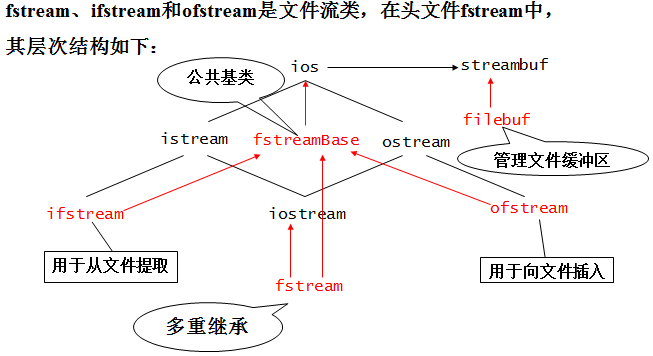 fstream、ifstream和ofstream是文件流类，在头文件fstream中，
其层次结构如下：
ios
streambuf
公共基类
filebuf
istream
fstreamBase
ostream
管理文件缓冲区
ifstream
iostream
ofstream
用于从文件提取
用于向文件插入
fstream
多重继承